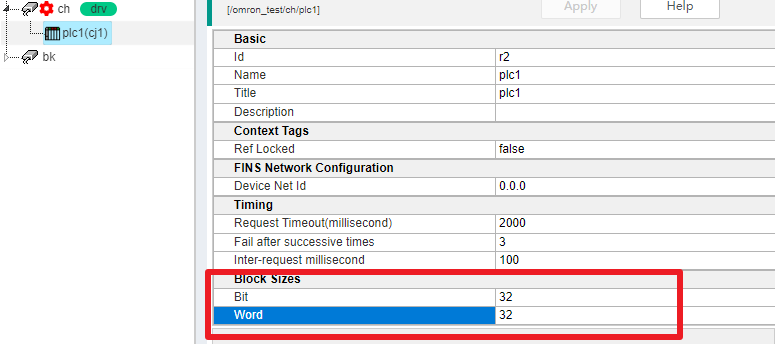 ch drv
plc1(cj1)
bk
[/omron_test/ch/plc1]
Apply Help
Basic
Id r2
Name plc1
Title plc1
Description
Context Tags
Ref Locked false
FINS Network Configuration
Device Net Id 0.0.0
Timing
Request Timeout(millisecond) 2000
Fail after successive times 3
Inter-request millisecond 100
Block Sizes
Bit 32
Word 32